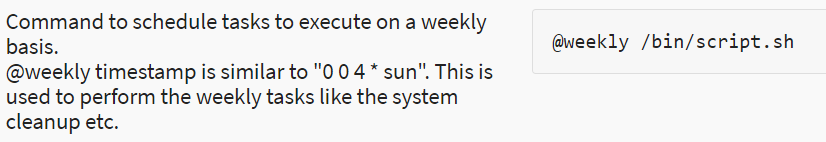 Command to schedule tasks to execute on a weekly
basis.
@weekly timestamp is similar to "0 0 4 * sun". This is
used to perform the weekly tasks like the system
cleanup etc.
@weekly /bin/script.sh